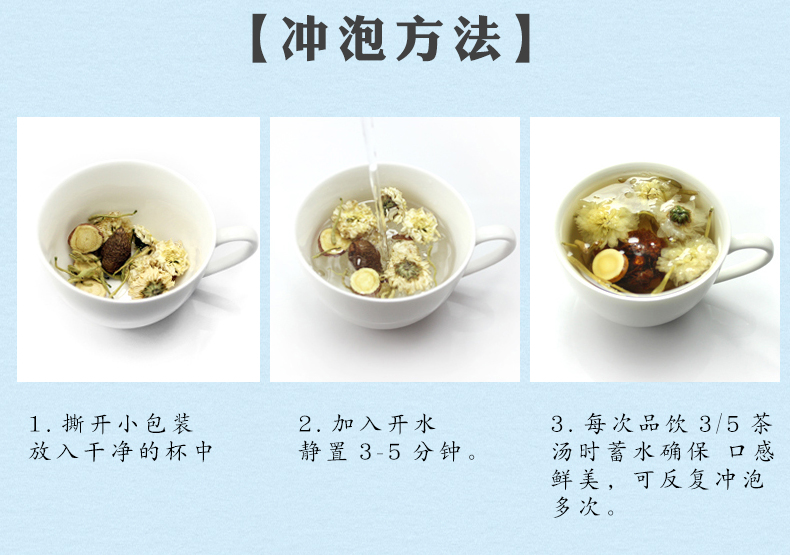 【冲泡方法】
1. 撕开小包装
放入干净的杯中
2. 加入开水
静置 3-5 分钟。
3. 每次品饮 3/5 茶
汤时蓄水确保 口感
鲜美，可反复冲泡
多次。